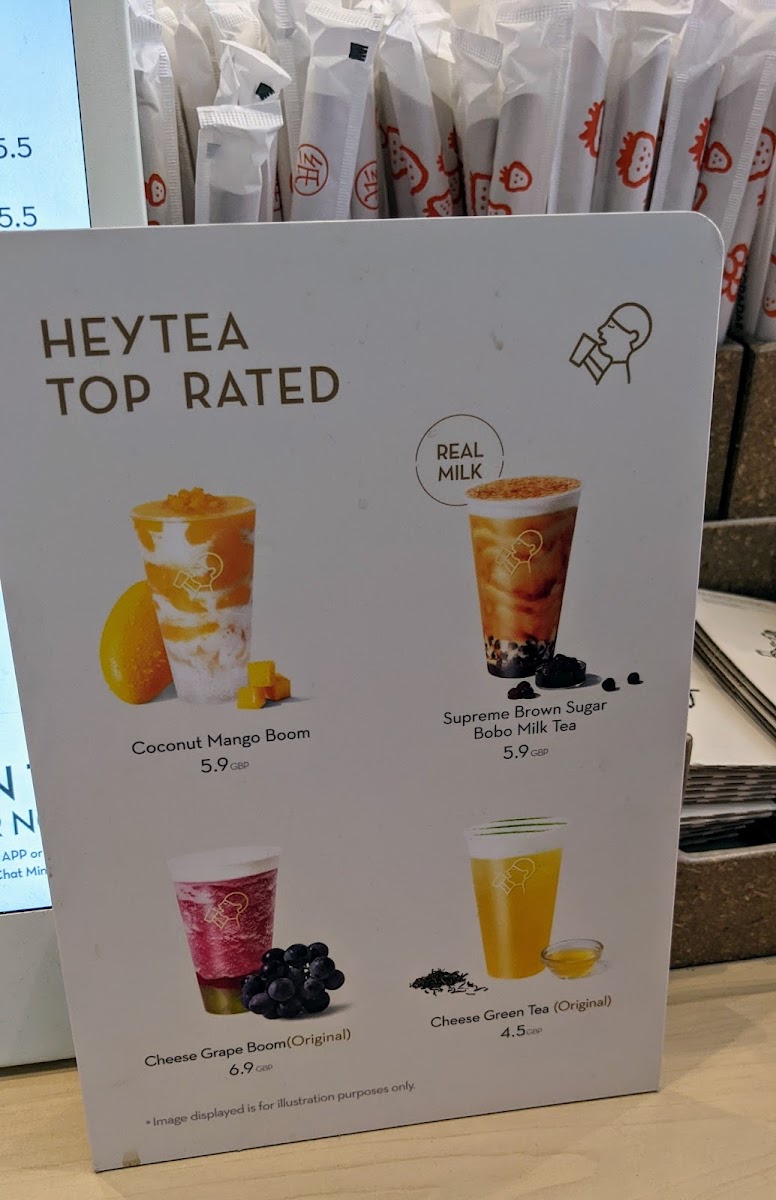 5.5
5.5
纸
HEYTEA
TOP RATED
REAL
MILK
Coconut Mango Boom
5.9 GBP
Supreme Brown Sugar
Bobo Milk Tea
5.9 GBP
Cheese Grape Boom(Original)
6.9 GBP
Cheese Green Tea (Original)
4.5 GBP
*Image displayed is for illustration purposes only.
APP or